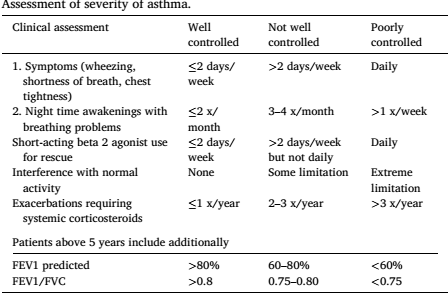 Assessment of severity of asthma.
Clinical assessment Well Not well Poorly
controlled controlled controlled
1. Symptoms (wheezing, ≤2 days/ >2 days/week Daily
shortness of breath, chest week
tightness)
2. Night time awakenings with ≤2 x/ 3–4 x/month >1 x/week
breathing problems month
Short-acting beta 2 agonist use ≤2 days/ >2 days/week Daily
for rescue week but not daily
Interference with normal None Some limitation Extreme
activity limitation
Exacerbations requiring ≤1 x/year 2–3 x/year >3 x/year
systemic corticosteroids
Patients above 5 years include additionally
FEV1 predicted >80% 60–80% <60%
FEV1/FVC >0.8 0.75–0.80 <0.75